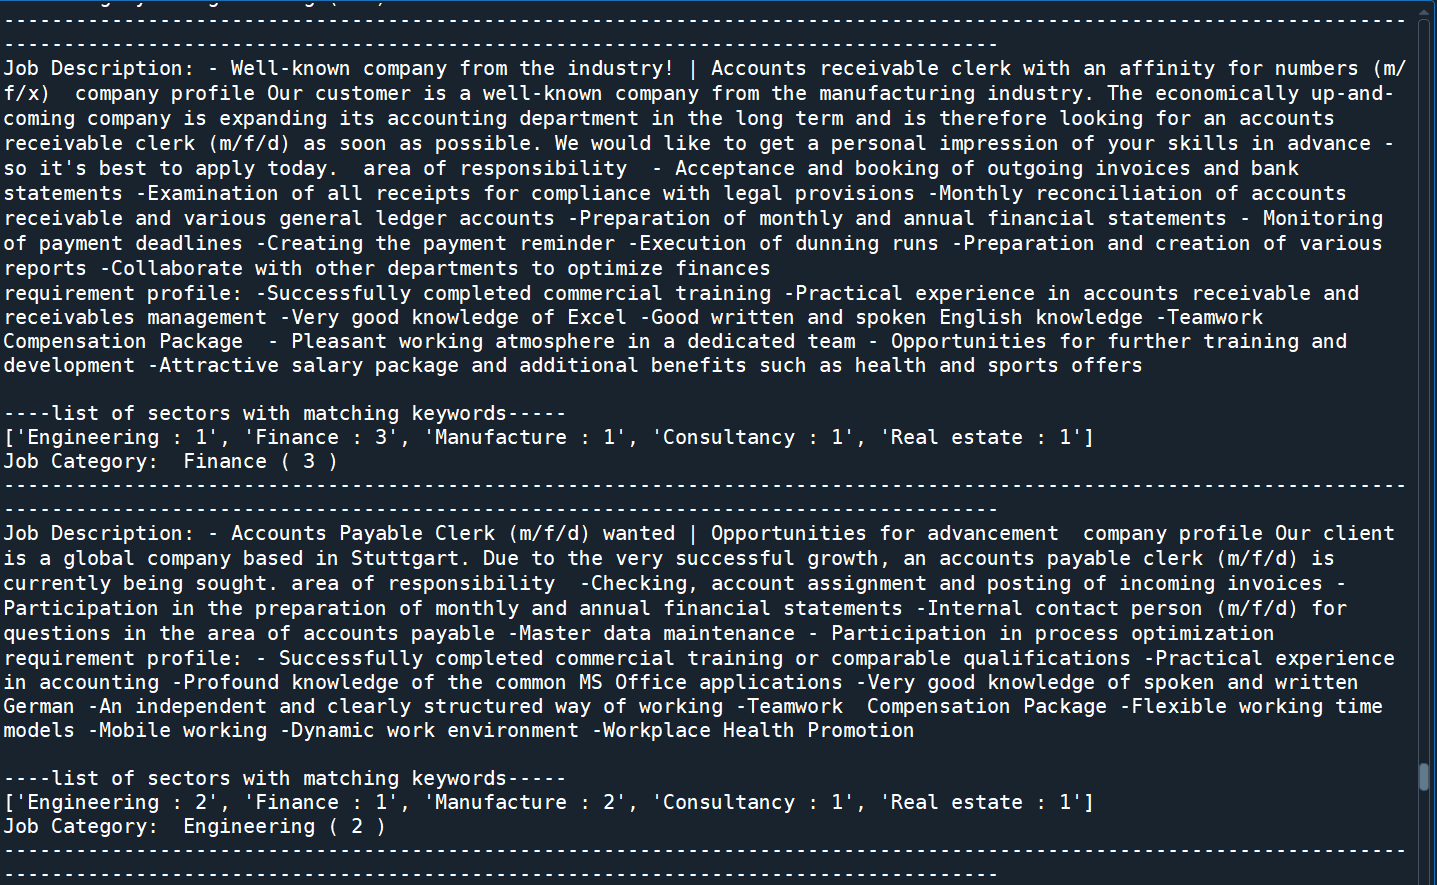 ------------------------------------------------------------------------------------------------------------------------
-----------------------------------------------------------------------------------
Job Description: - Well-known company from the industry! | Accounts receivable clerk with an affinity for numbers (m/
f/x)  company profile Our customer is a well-known company from the manufacturing industry. The economically up-and-
coming company is expanding its accounting department in the long term and is therefore looking for an accounts
receivable clerk (m/f/d) as soon as possible. We would like to get a personal impression of your skills in advance -
so it's best to apply today.  area of responsibility  - Acceptance and booking of outgoing invoices and bank
statements -Examination of all receipts for compliance with legal provisions -Monthly reconciliation of accounts
receivable and various general ledger accounts -Preparation of monthly and annual financial statements - Monitoring
of payment deadlines -Creating the payment reminder -Execution of dunning runs -Preparation and creation of various
reports -Collaborate with other departments to optimize finances
requirement profile: -Successfully completed commercial training -Practical experience in accounts receivable and
receivables management -Very good knowledge of Excel -Good written and spoken English knowledge -Teamwork
Compensation Package  - Pleasant working atmosphere in a dedicated team - Opportunities for further training and
development -Attractive salary package and additional benefits such as health and sports offers

----list of sectors with matching keywords-----
['Engineering : 1', 'Finance : 3', 'Manufacture : 1', 'Consultancy : 1', 'Real estate : 1']
Job Category:  Finance ( 3 )
---------------------------------------------------------------------------------------------------------------------
-----------------------------------------------------------------------------------
Job Description: - Accounts Payable Clerk (m/f/d) wanted | Opportunities for advancement  company profile Our client
is a global company based in Stuttgart. Due to the very successful growth, an accounts payable clerk (m/f/d) is
currently being sought. area of responsibility  -Checking, account assignment and posting of incoming invoices -
Participation in the preparation of monthly and annual financial statements -Internal contact person (m/f/d) for
questions in the area of accounts payable -Master data maintenance - Participation in process optimization
requirement profile: - Successfully completed commercial training or comparable qualifications -Practical experience
in accounting -Profound knowledge of the common MS Office applications -Very good knowledge of spoken and written
German -An independent and clearly structured way of working -Teamwork  Compensation Package -Flexible working time
models -Mobile working -Dynamic work environment -Workplace Health Promotion

----list of sectors with matching keywords-----
['Engineering : 2', 'Finance : 1', 'Manufacture : 2', 'Consultancy : 1', 'Real estate : 1']
Job Category:  Engineering ( 2 )
---------------------------------------------------------------------------------------------------------------------
-----------------------------------------------------------------------------------